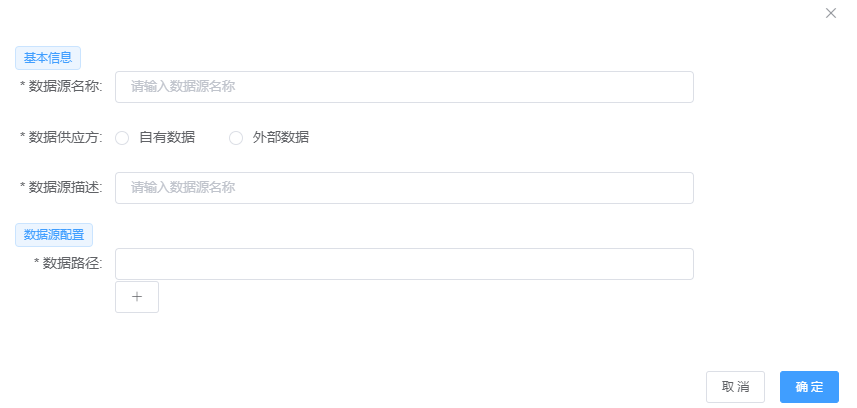 基本信息
* 数据源名称: 请输入数据源名称
* 数据供应方: 自有数据 外部数据
* 数据源描述: 请输入数据源名称
数据源配置
* 数据路径:
+
取消 确定